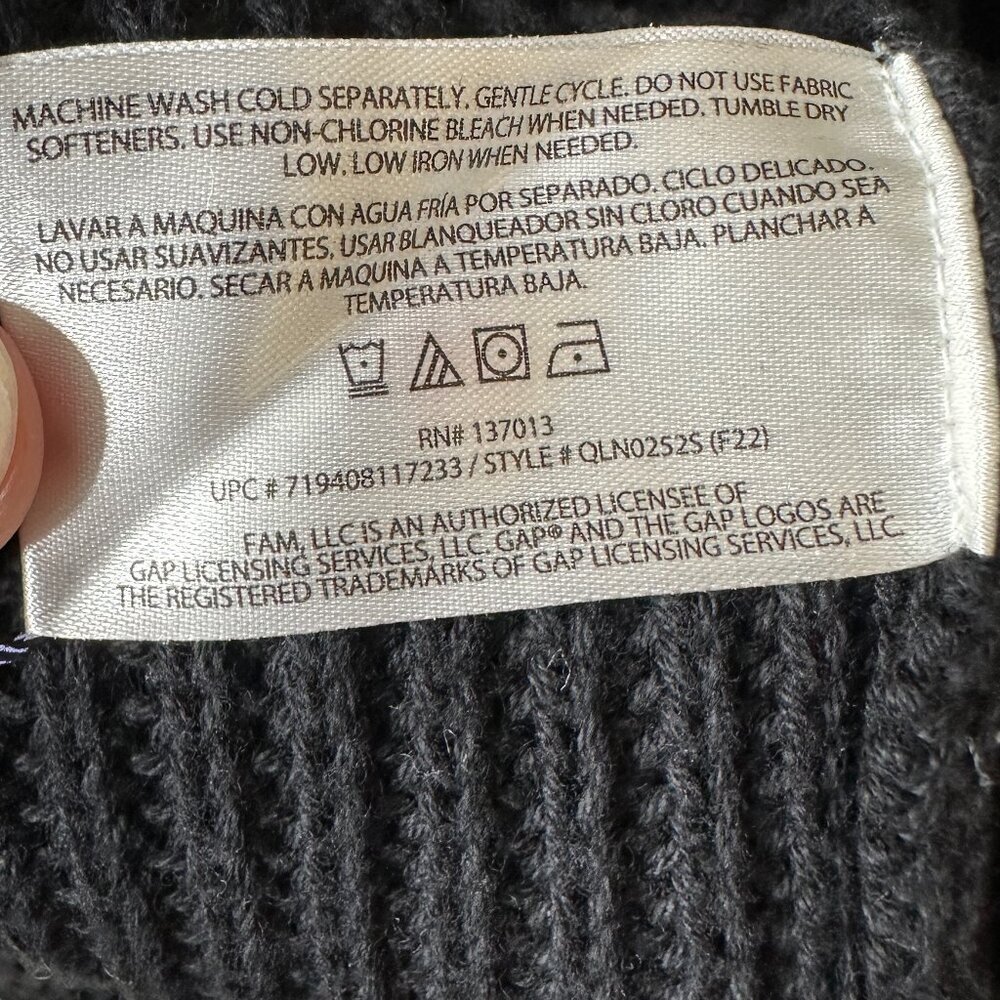 MACHINE WASH COLD SEPARATELY. GENTLE CYCLE. DO NOT USE FABRIC
SOFTENERS. USE NON-CHLORINE BLEACH WHEN NEEDED. TUMBLE DRY
LOW. LOW IRON WHEN NEEDED.
LAVAR A MAQUINA CON AGUA FRÍA POR SEPARADO. CICLO DELICADO.
NO USAR SUAVIZANTES. USAR BLANQUEADOR SIN CLORO CUANDO SEA
NECESARIO. SECAR A MAQUINA A TEMPERATURA BAJA. PLANCHAR A
TEMPERATURA BAJA.
RN# 137013
UPC # 719408117233 / STYLE # QLN0252S (F22)
FAM, LLC IS AN AUTHORIZED LICENSEE OF
GAP LICENSING SERVICES, LLC. GAP® AND THE GAP LOGOS ARE
THE REGISTERED TRADEMARKS OF GAP LICENSING SERVICES, LLC.